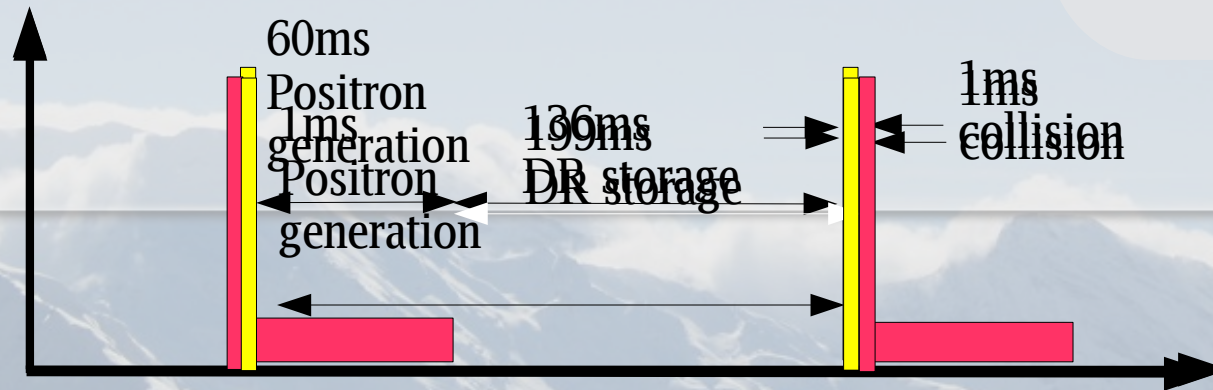 60ms
Positron
generation
1ms
Positron
generation
136ms
DR storage
199ms
DR storage
1ms
collision
1ms
collision